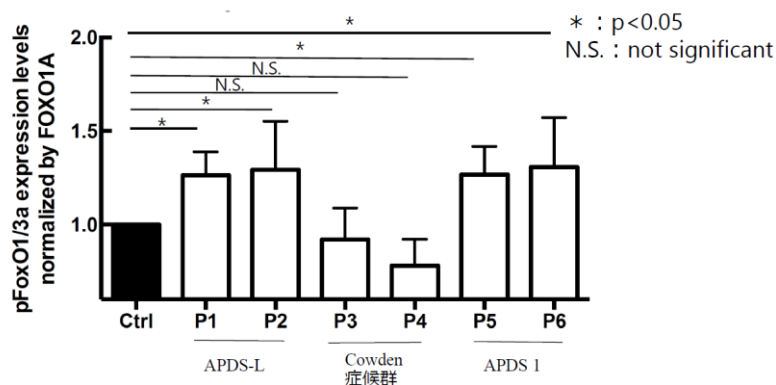 *
* : p<0.05
N.S. : not significant
2.0
*
N.S.
N.S.
*
*
1.5
1.0
pFoxO1/3a expression levels
normalized by FOXO1A
Ctrl P1 P2 P3 P4 P5 P6
APDS-L Cowden APDS 1
症候群